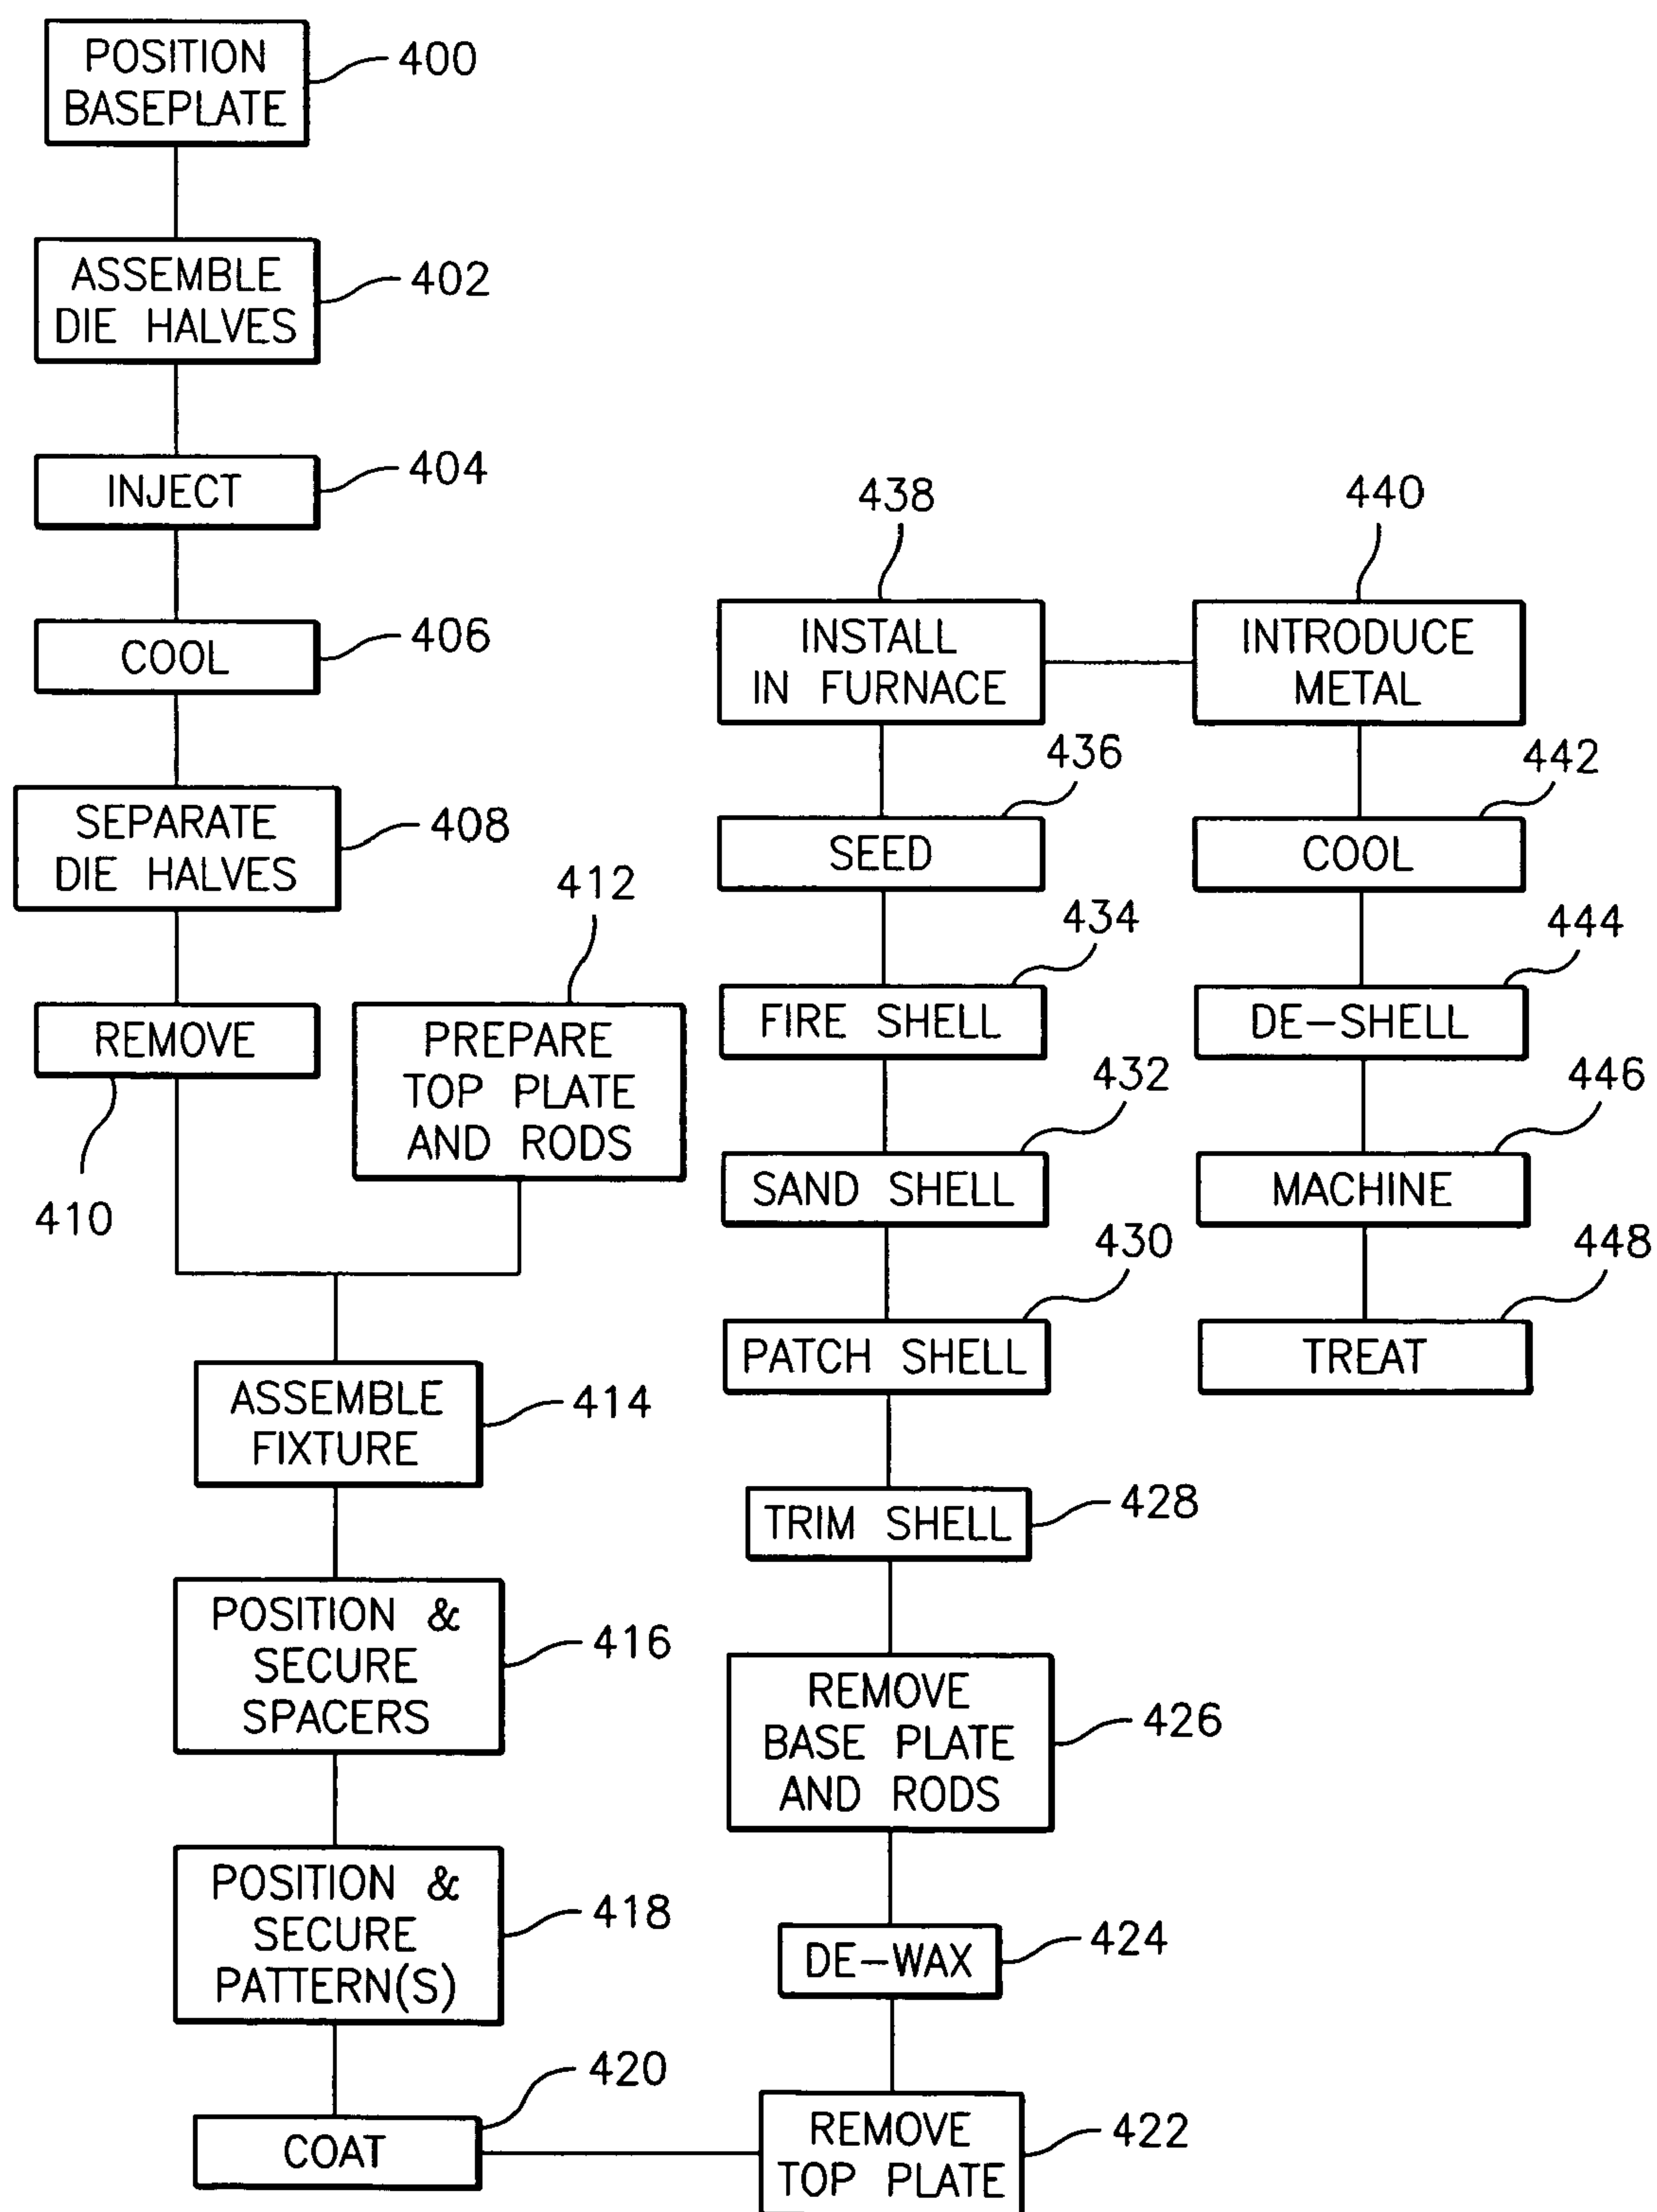 POSITION
BASEPLATE
400
ASSEMBLE
DIE HALVES
402
INJECT
404
COOL
406
SEPARATE
DIE HALVES
408
REMOVE
410
412
PREPARE
TOP PLATE
AND RODS
ASSEMBLE
FIXTURE
414
POSITION &
SECURE
SPACERS
416
POSITION &
SECURE
PATTERN(S)
418
COAT
420
REMOVE
TOP PLATE
422
DE-WAX
424
REMOVE
BASE PLATE
AND RODS
426
TRIM SHELL
428
PATCH SHELL
430
SAND SHELL
432
FIRE SHELL
434
SEED
436
INSTALL
IN FURNACE
438
440
INTRODUCE
METAL
442
COOL
444
DE-SHELL
446
MACHINE
448
TREAT